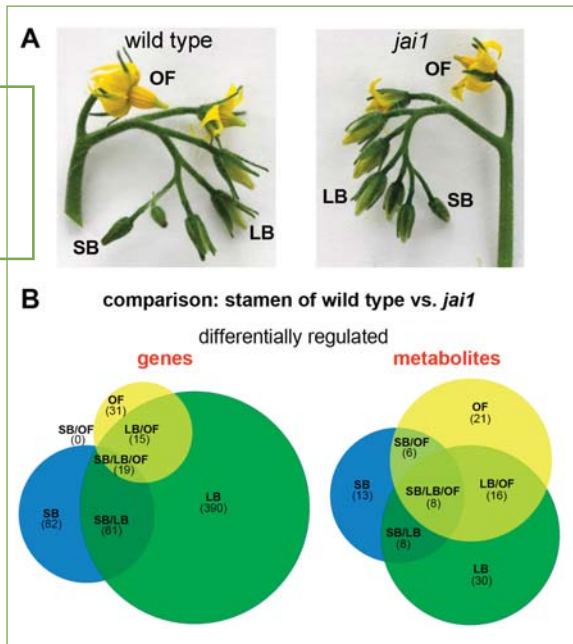 A
wild type
jai1
OF
OF
SB
LB
LB
SB
B
comparison: stamen of wild type vs. jai1
differentially regulated
genes
metabolites
OF
(31)
SB/OF
(0)
LB/OF
(15)
SB/LB/OF
(19)
SB
(82)
SB/LB
(61)
LB
(390)
OF
(21)
SB/OF
(6)
SB
(13)
SB/LB/OF
(8)
LB/OF
(16)
SB/LB
(8)
LB
(30)